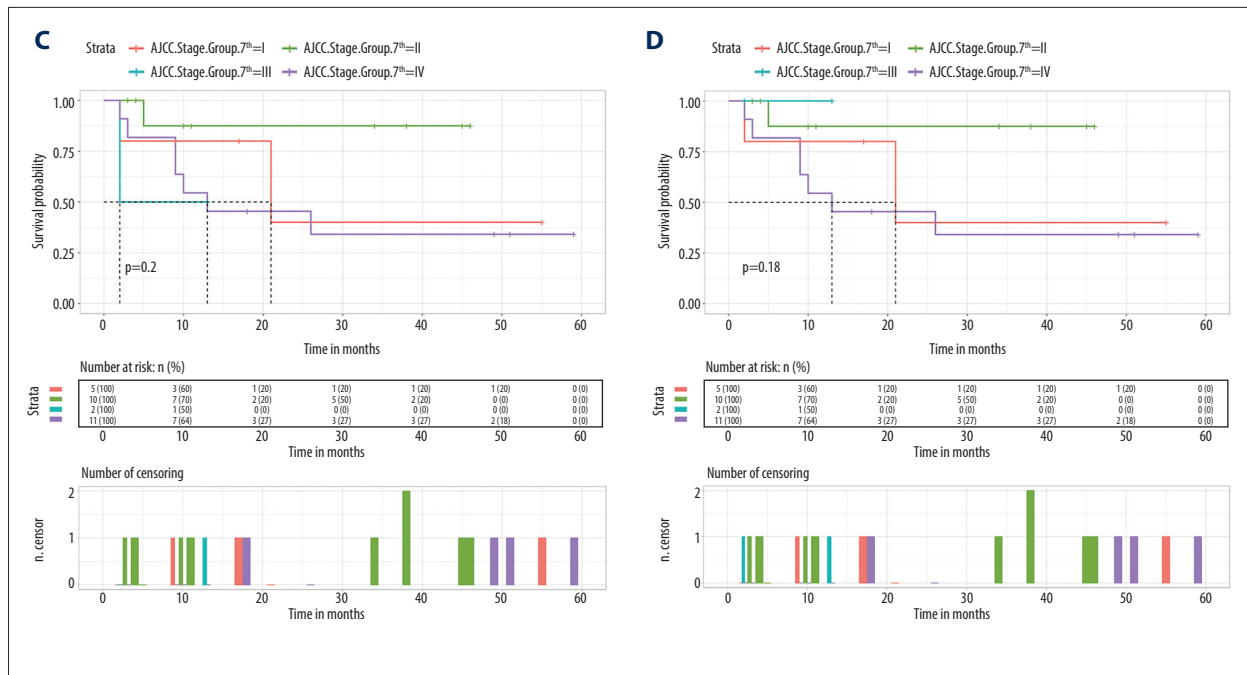 C
Strata AJCC.Stage.Group.7th=I AJCC.Stage.Group.7th=II
AJCC.Stage.Group.7th=III AJCC.Stage.Group.7th=IV
Survival probability
1.00
0.75
0.50
0.25
0.00
p=0.2
0 10 20 30 40 50 60
Time in months
Number at risk: n (%)
Strata
5 (100) 3 (60) 1 (20) 1 (20) 1 (20) 1 (20) 0 (0)
10 (100) 7 (70) 2 (20) 5 (50) 2 (20) 0 (0) 0 (0)
2 (100) 1 (50) 0 (0) 0 (0) 0 (0) 0 (0) 0 (0)
11 (100) 7 (64) 3 (27) 3 (27) 3 (27) 2 (18) 0 (0)
0 10 20 30 40 50 60
Time in months
Number of censoring
n. censor
2
1
0
0 10 20 30 40 50 60
Time in months
D
Strata AJCC.Stage.Group.7th=I AJCC.Stage.Group.7th=II
AJCC.Stage.Group.7th=III AJCC.Stage.Group.7th=IV
Survival probability
1.00
0.75
0.50
0.25
0.00
p=0.18
0 10 20 30 40 50 60
Time in months
Number at risk: n (%)
Strata
5 (100) 3 (60) 1 (20) 1 (20) 1 (20) 1 (20) 0 (0)
10 (100) 7 (70) 2 (20) 5 (50) 2 (20) 0 (0) 0 (0)
2 (100) 1 (50) 0 (0) 0 (0) 0 (0) 0 (0) 0 (0)
11 (100) 7 (64) 3 (27) 3 (27) 3 (27) 2 (18) 0 (0)
0 10 20 30 40 50 60
Time in months
Number of censoring
n. censor
2
1
0
0 10 20 30 40 50 60
Time in months